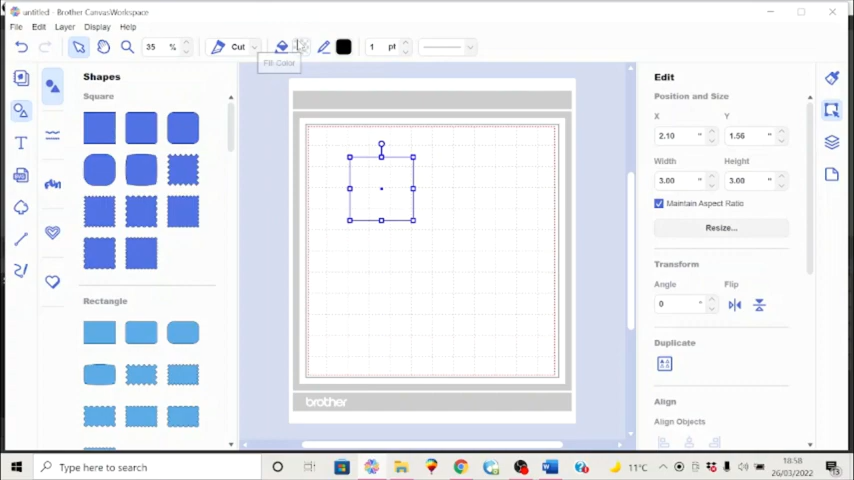 untitled - Brother CanvasWorkspace
File Edit Layer Display Help
35 % Cut 1 pt
Fill Color
Shapes
Square
Rectangle
brother
Edit
Position and Size
X Y
2.10 " 1.56 "
Width Height
3.00 " 3.00 "
Maintain Aspect Ratio
Resize...
Transform
Angle Flip
0 °
Duplicate
Align
Align Objects
Type here to search
11°C
18:58
26/03/2022